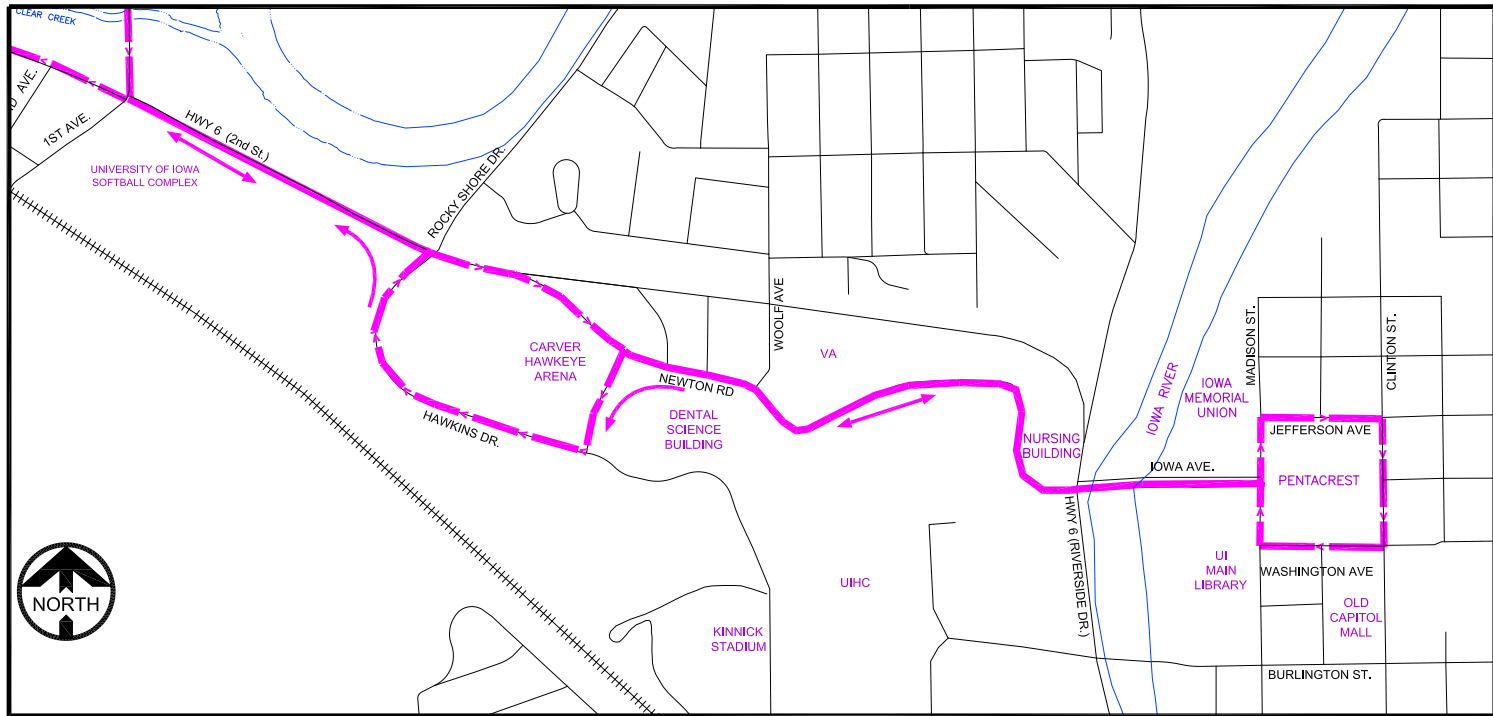 CLEAR CREEK
AVE.
1ST AVE.
HWY 6 (2nd St.)
UNIVERSITY OF IOWA
SOFTBALL COMPLEX
ROCKY SHORE DR.
CARVER
HAWKEYE
ARENA
HAWKINS DR.
NEWTON RD
DENTAL
SCIENCE
BUILDING
WOOLF AVE
VA
NURSING
BUILDING
HWY 6 (RIVERSIDE DR.)
IOWA RIVER
IOWA AVE.
IOWA
MEMORIAL
UNION
MADISON ST.
CLINTON ST.
JEFFERSON AVE
PENTACREST
UI
MAIN
LIBRARY
WASHINGTON AVE
OLD
CAPITOL
MALL
BURLINGTON ST.
UIHC
KINNICK
STADIUM
NORTH